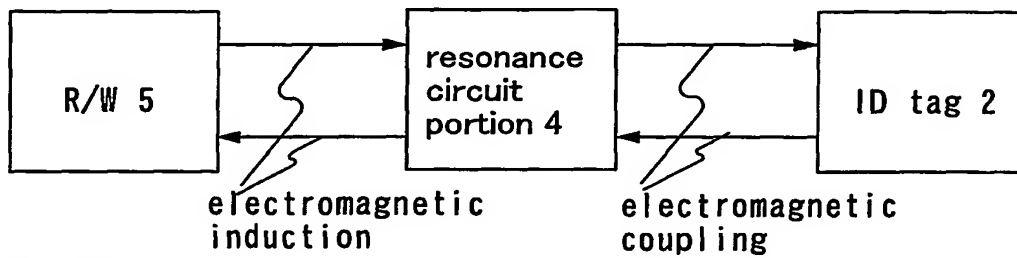 R/W 5
resonance
circuit
portion 4
ID tag 2
electromagnetic
induction
electromagnetic
coupling